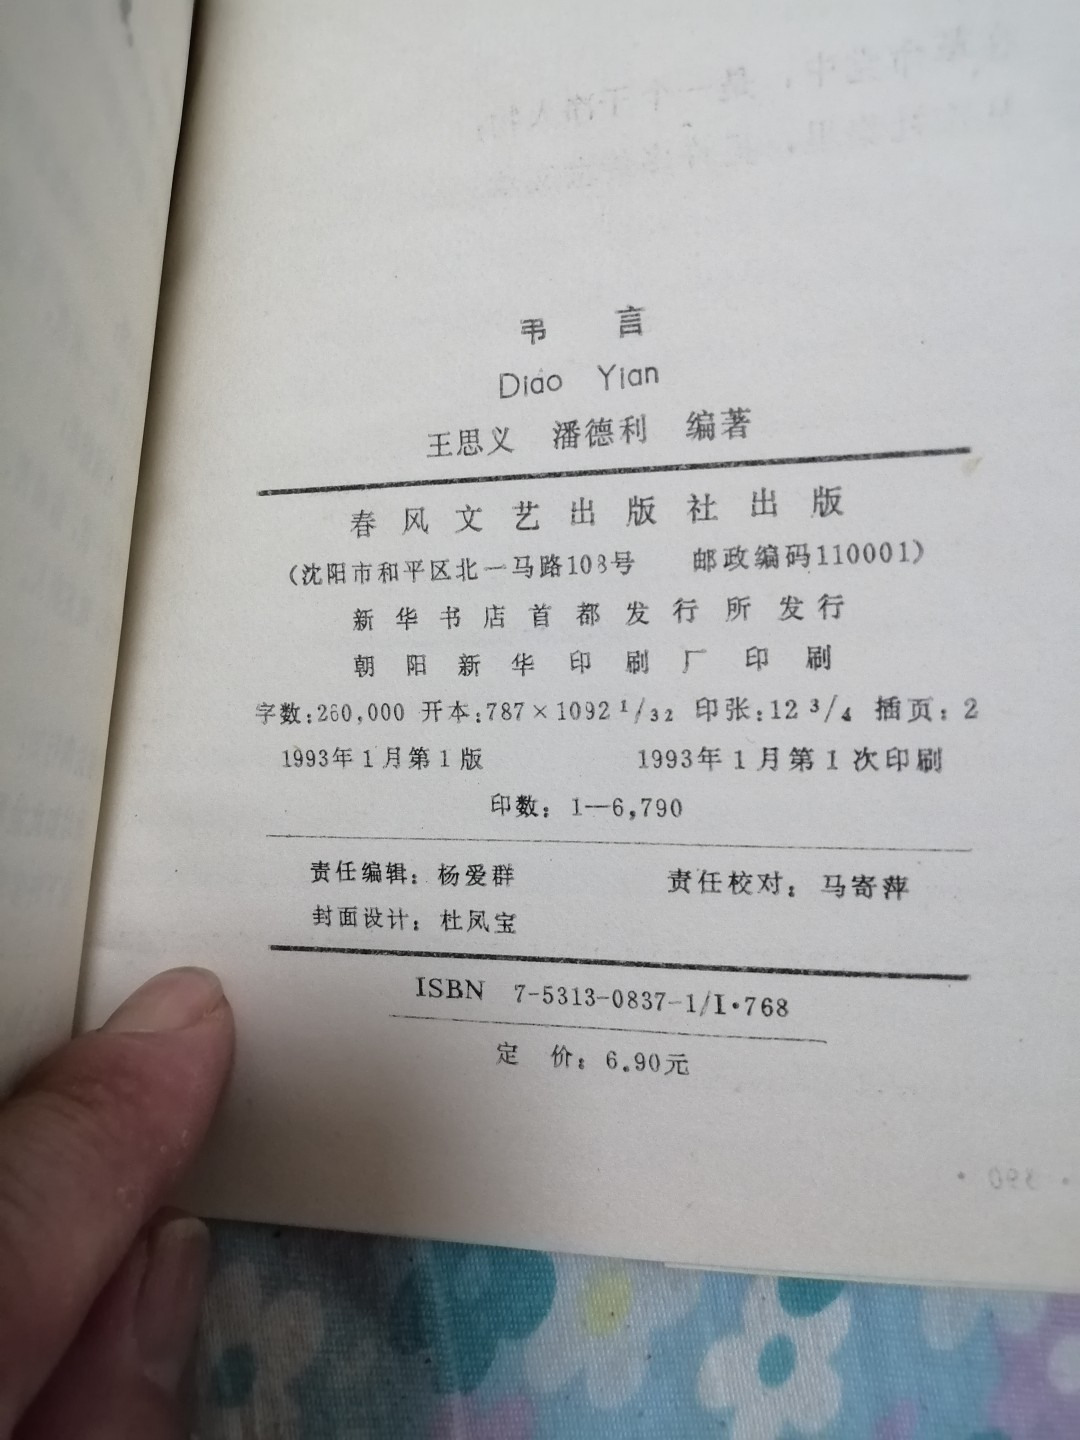 弔 言
Diao Yian
王思义 潘德利 编著
春风文艺出版社出版
(沈阳市和平区北一马路108号 邮政编码110001)
新华书店首都发行所发行
朝阳新华印刷厂印刷
字数:260,000 开本:787×1092 1/32 印张:12 3/4 插页:2
1993年1月第1版 1993年1月第1次印刷
印数:1—6,790
责任编辑:杨爱群 责任校对:马寄萍
封面设计:杜凤宝
ISBN 7-5313-0837-1/I·768
定 价:6.90元